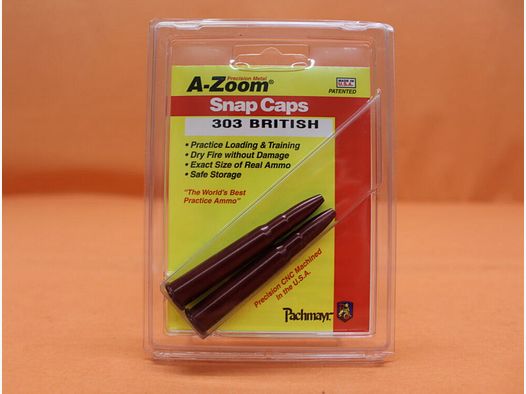 Precision Metal
MADE IN
U.S.A.
A-Zoom®
PATENTED
Snap Caps
303 BRITISH
• Practice Loading & Training
• Dry Fire without Damage
• Exact Size of Real Ammo
• Safe Storage
"The World's Best
Practice Ammo"
Precision CNC Machined
In the U.S.A.
Pachmayr